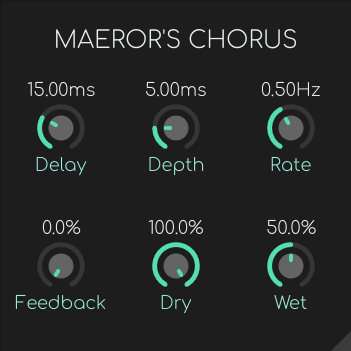 MAEROR'S CHORUS
15.00ms 5.00ms 0.50Hz
Delay Depth Rate
0.0% 100.0% 50.0%
Feedback Dry Wet